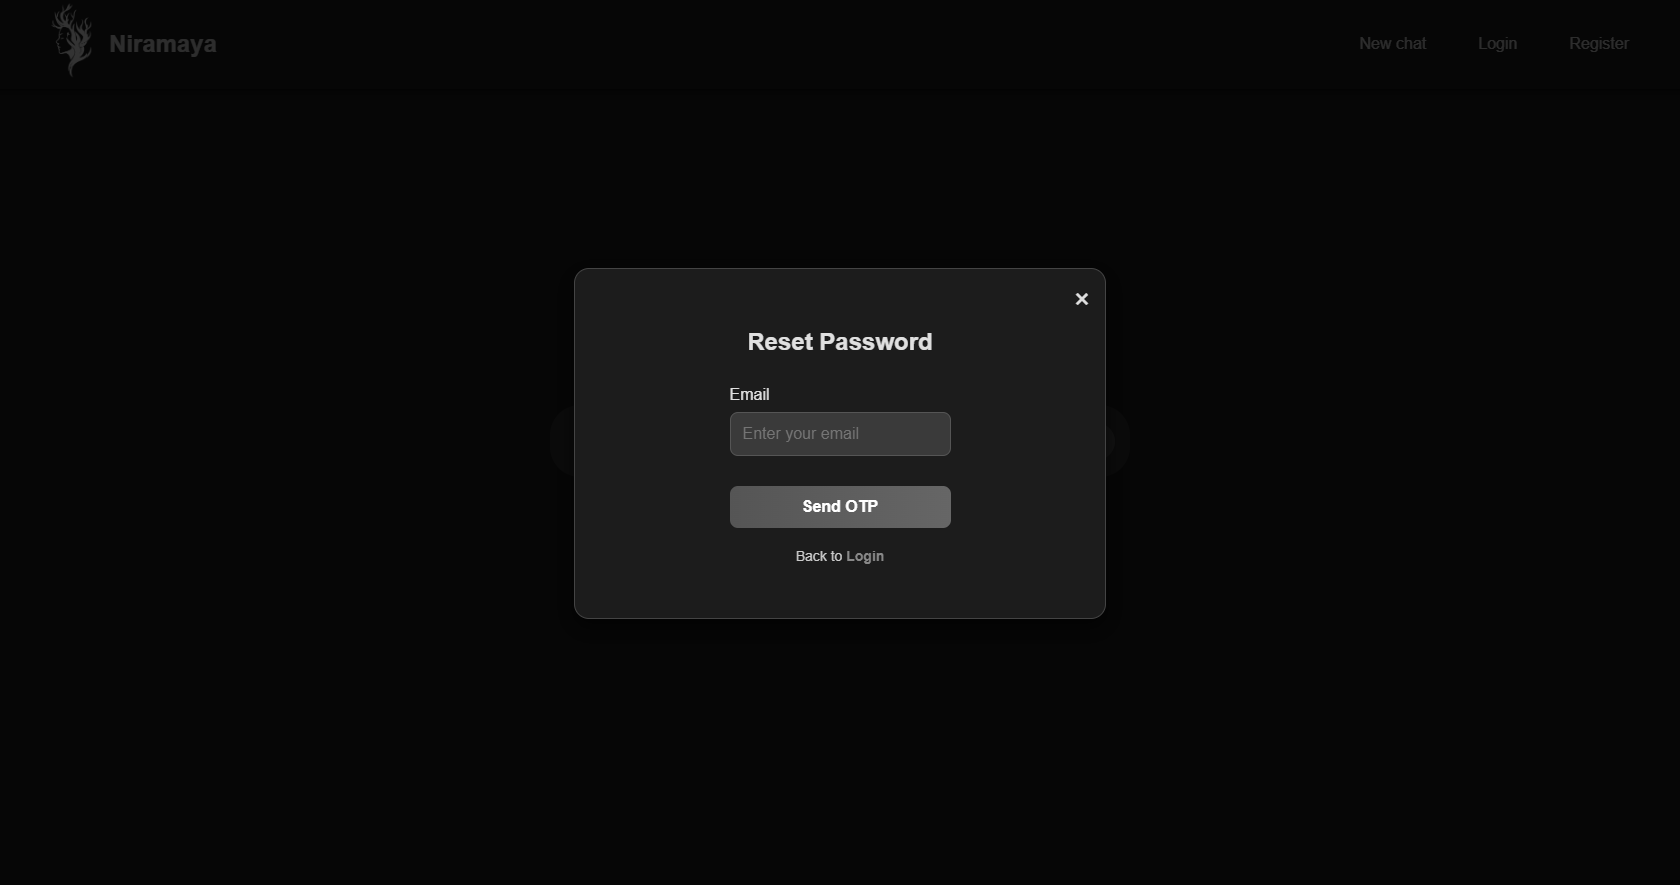 Niramaya
New chat
Login
Register
×
Reset Password
Email
Enter your email
Send OTP
Back to Login